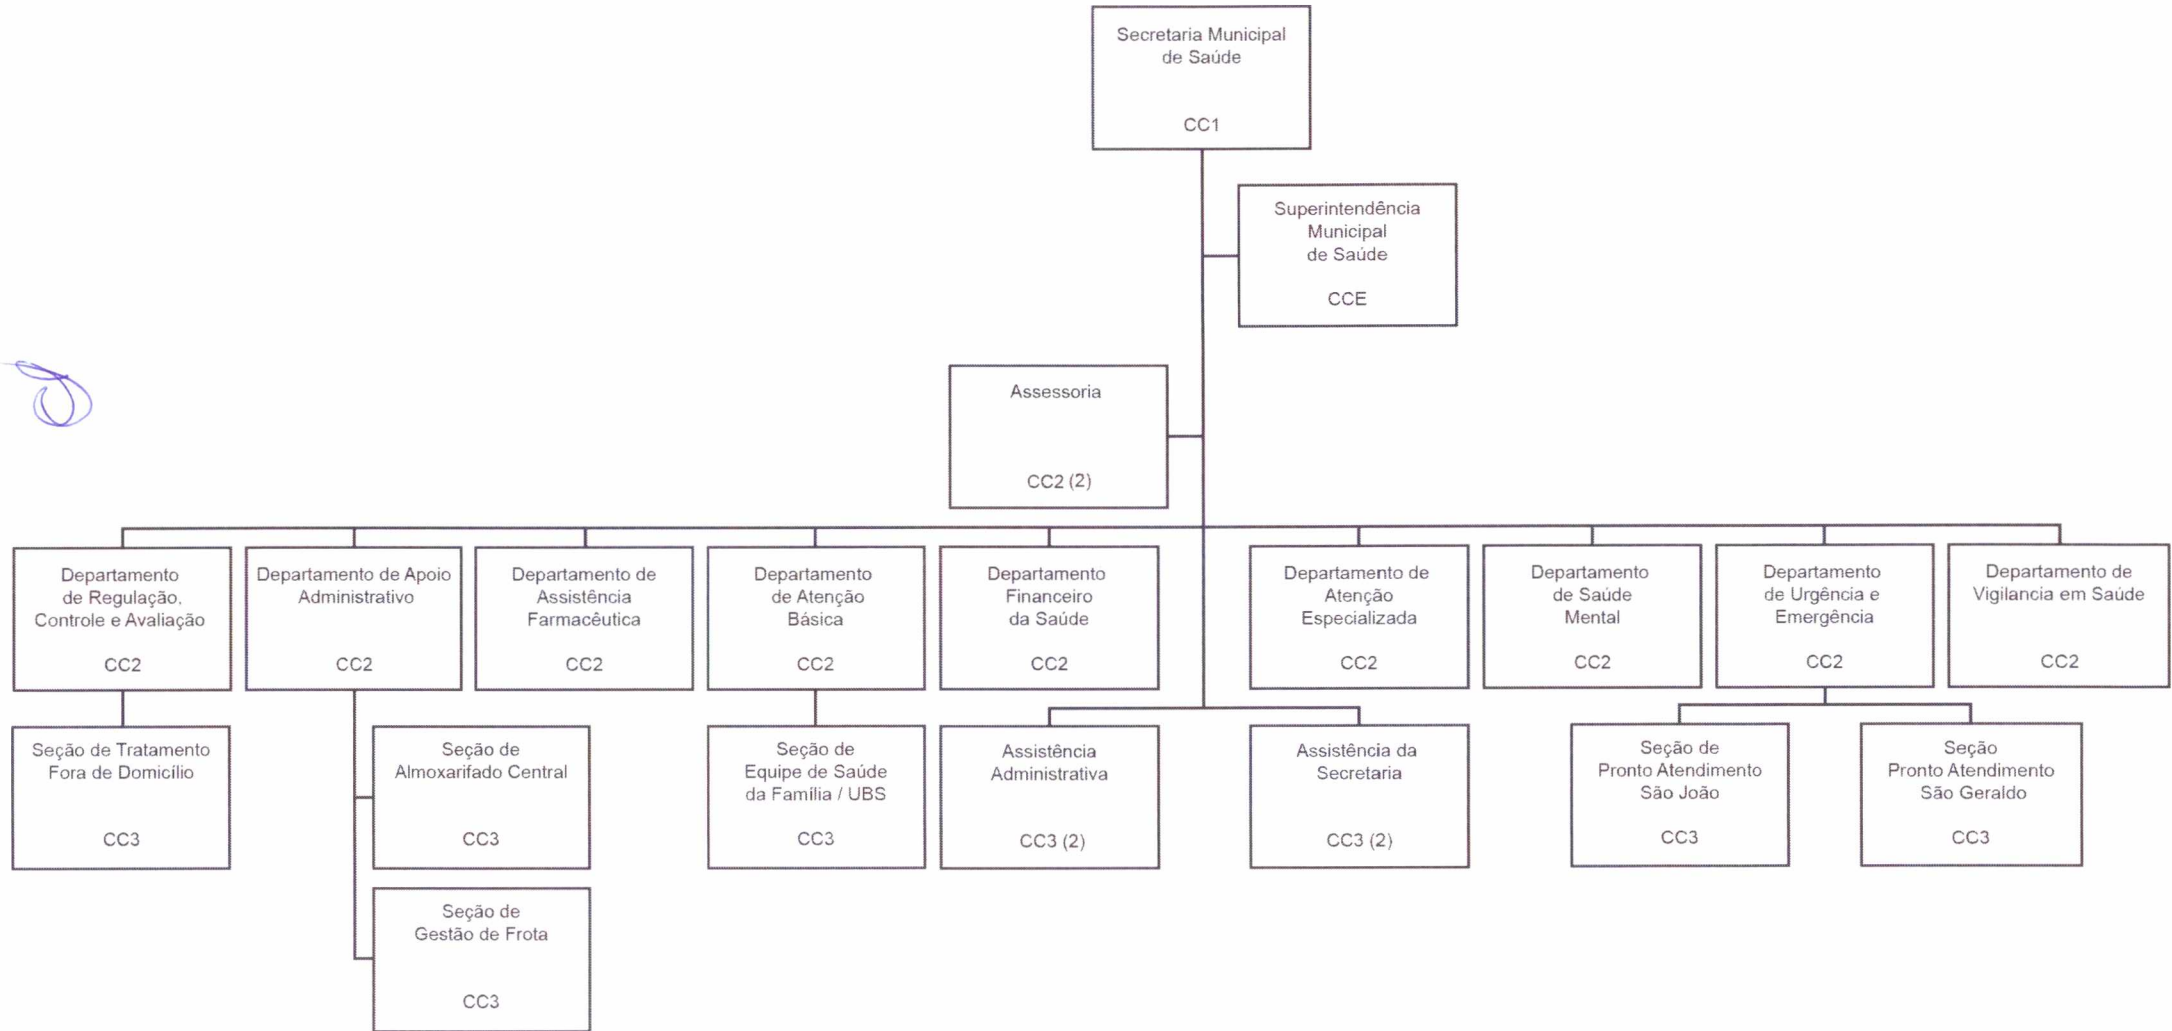 Secretaria Municipal
de Saúde
CC1
Superintendência
Municipal
de Saúde
CCE
Assessoria
CC2 (2)
Departamento
de Regulação.
Controle e Avaliação
CC2
Departamento de Apoio
Administrativo
CC2
Departamento de
Assistência
Farmacêutica
CC2
Departamento
de Atenção
Básica
CC2
Departamento
Financeiro
da Saúde
CC2
Departamento de
Atenção
Especializada
CC2
Departamento
de Saúde
Mental
CC2
Departamento
de Urgência e
Emergência
CC2
Departamento de
Vigilancia em Saúde
CC2
Seção de Tratamento
Fora de Domicílio
CC3
Seção de
Almoxarifado Central
CC3
Seção de
Equipe de Saúde
da Família / UBS
CC3
Assistência
Administrativa
CC3 (2)
Assistência da
Secretaria
CC3 (2)
Seção de
Pronto Atendimento
São João
CC3
Seção
Pronto Atendimento
São Geraldo
CC3
Seção de
Gestão de Frota
CC3